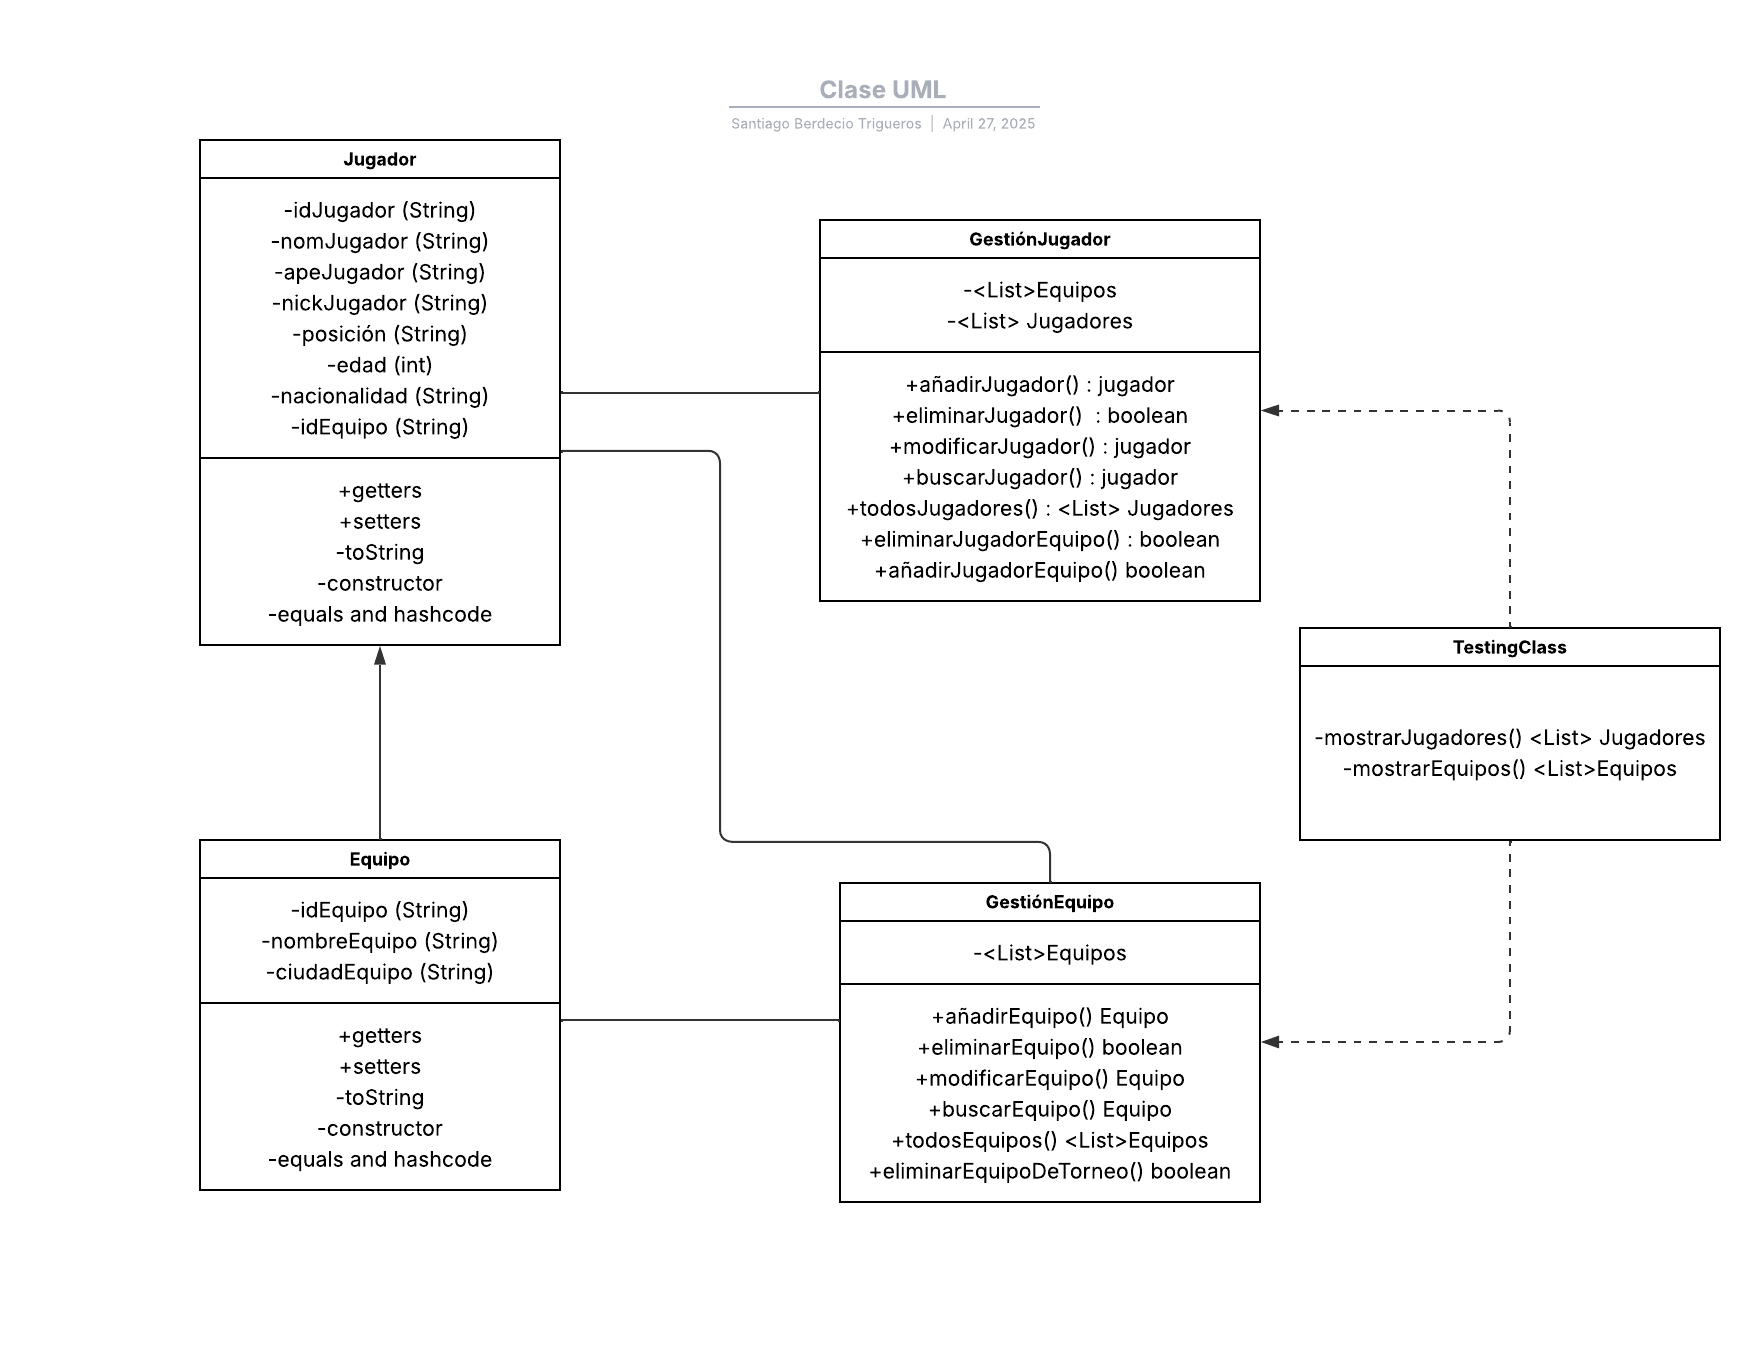 Clase UML
Santiago Berdecio Trigueros | April 27, 2025
Jugador
-idJugador (String)
-nomJugador (String)
-apeJugador (String)
-nickJugador (String)
-posición (String)
-edad (int)
-nacionalidad (String)
-idEquipo (String)
+getters
+setters
-toString
-constructor
-equals and hashcode
GestiónJugador
-<List>Equipos
-<List> Jugadores
+añadirJugador() : jugador
+eliminarJugador()  : boolean
+modificarJugador() : jugador
+buscarJugador() : jugador
+todosJugadores() : <List> Jugadores
+eliminarJugadorEquipo() : boolean
+añadirJugadorEquipo() boolean
TestingClass
-mostrarJugadores() <List> Jugadores
-mostrarEquipos() <List>Equipos
Equipo
-idEquipo (String)
-nombreEquipo (String)
-ciudadEquipo (String)
+getters
+setters
-toString
-constructor
-equals and hashcode
GestiónEquipo
-<List>Equipos
+añadirEquipo() Equipo
+eliminarEquipo() boolean
+modificarEquipo() Equipo
+buscarEquipo() Equipo
+todosEquipos() <List>Equipos
+eliminarEquipoDeTorneo() boolean